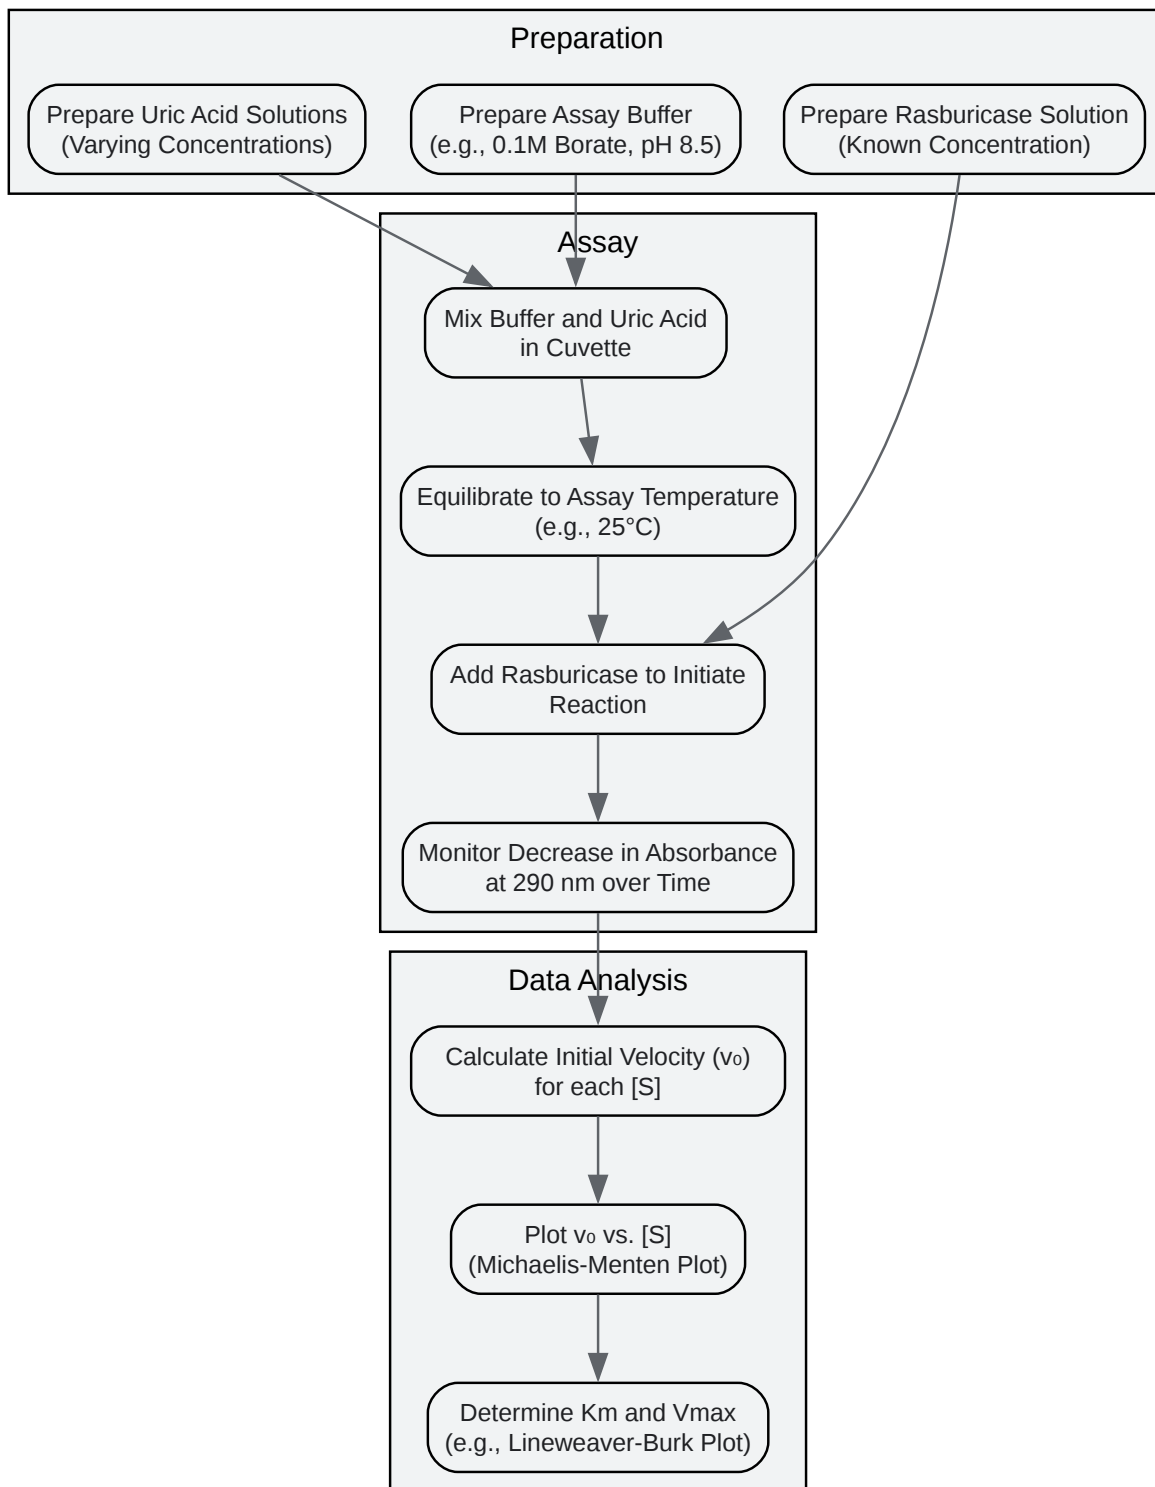 Preparation
Prepare Uric Acid Solutions
(Varying Concentrations)
Prepare Assay Buffer
(e.g., 0.1M Borate, pH 8.5)
Prepare Rasburicase Solution
(Known Concentration)
Assay
Mix Buffer and Uric Acid
in Cuvette
Equilibrate to Assay Temperature
(e.g., 25°C)
Add Rasburicase to Initiate
Reaction
Monitor Decrease in Absorbance
at 290 nm over Time
Data Analysis
Calculate Initial Velocity (v₀)
for each [S]
Plot v₀ vs. [S]
(Michaelis-Menten Plot)
Determine Km and Vmax
(e.g., Lineweaver-Burk Plot)